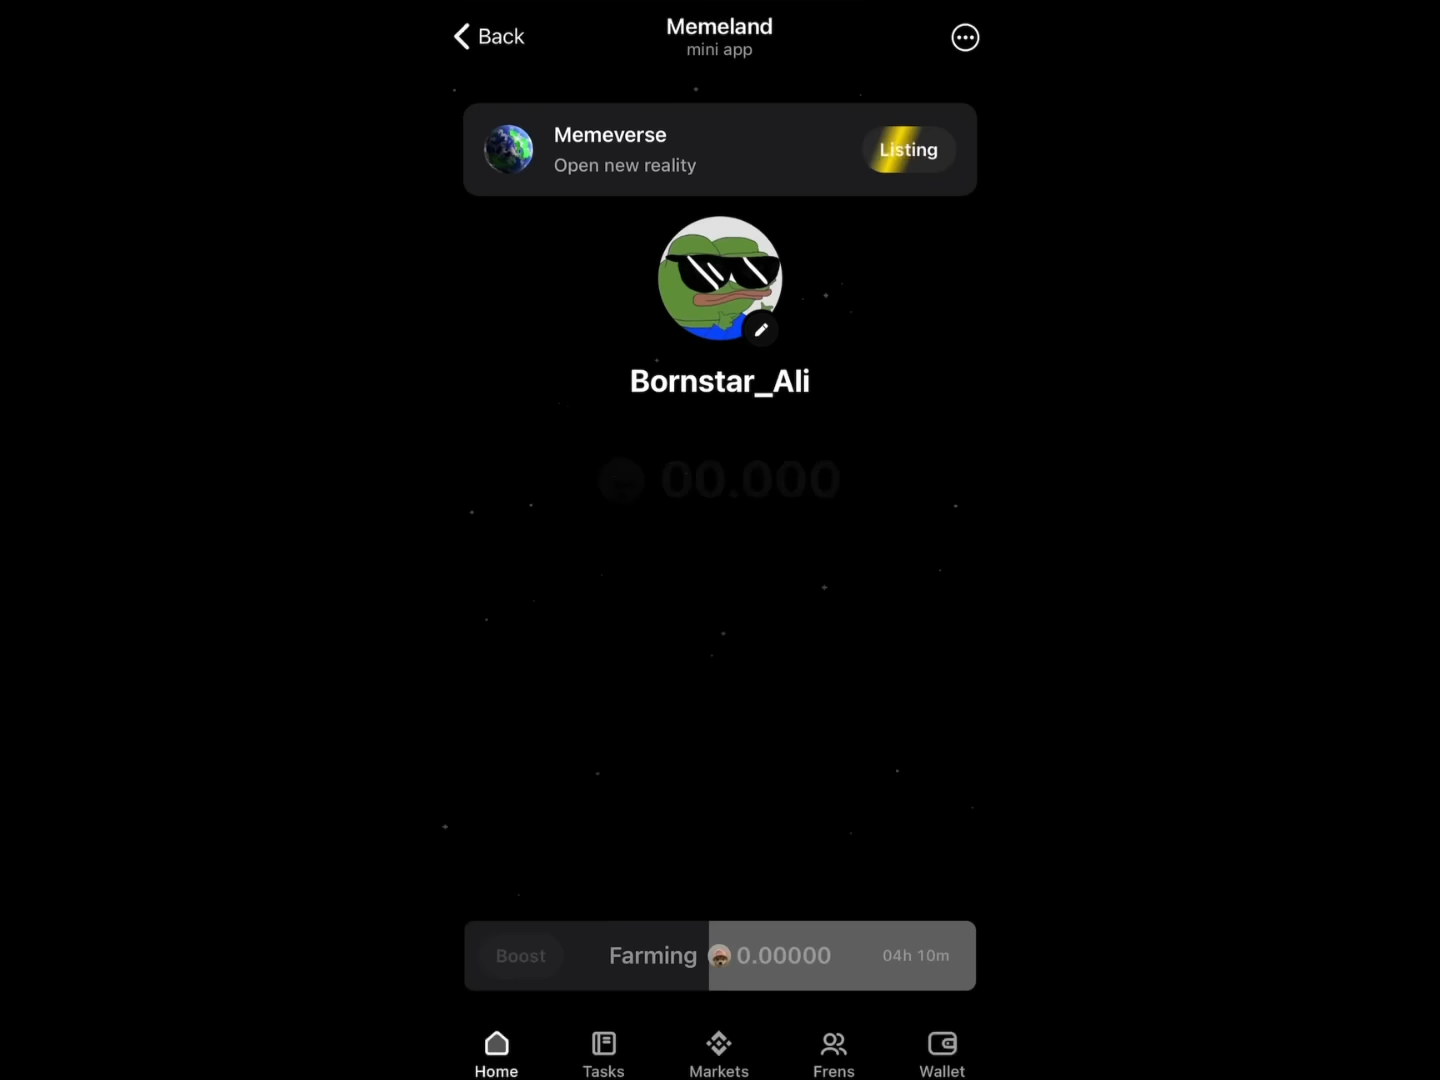 Back
Memeland
mini app
Memeverse
Open new reality
Listing
Bornstar_Ali
00.000
Boost
Farming 0.00000
04h 10m
Home
Tasks
Markets
Frens
Wallet